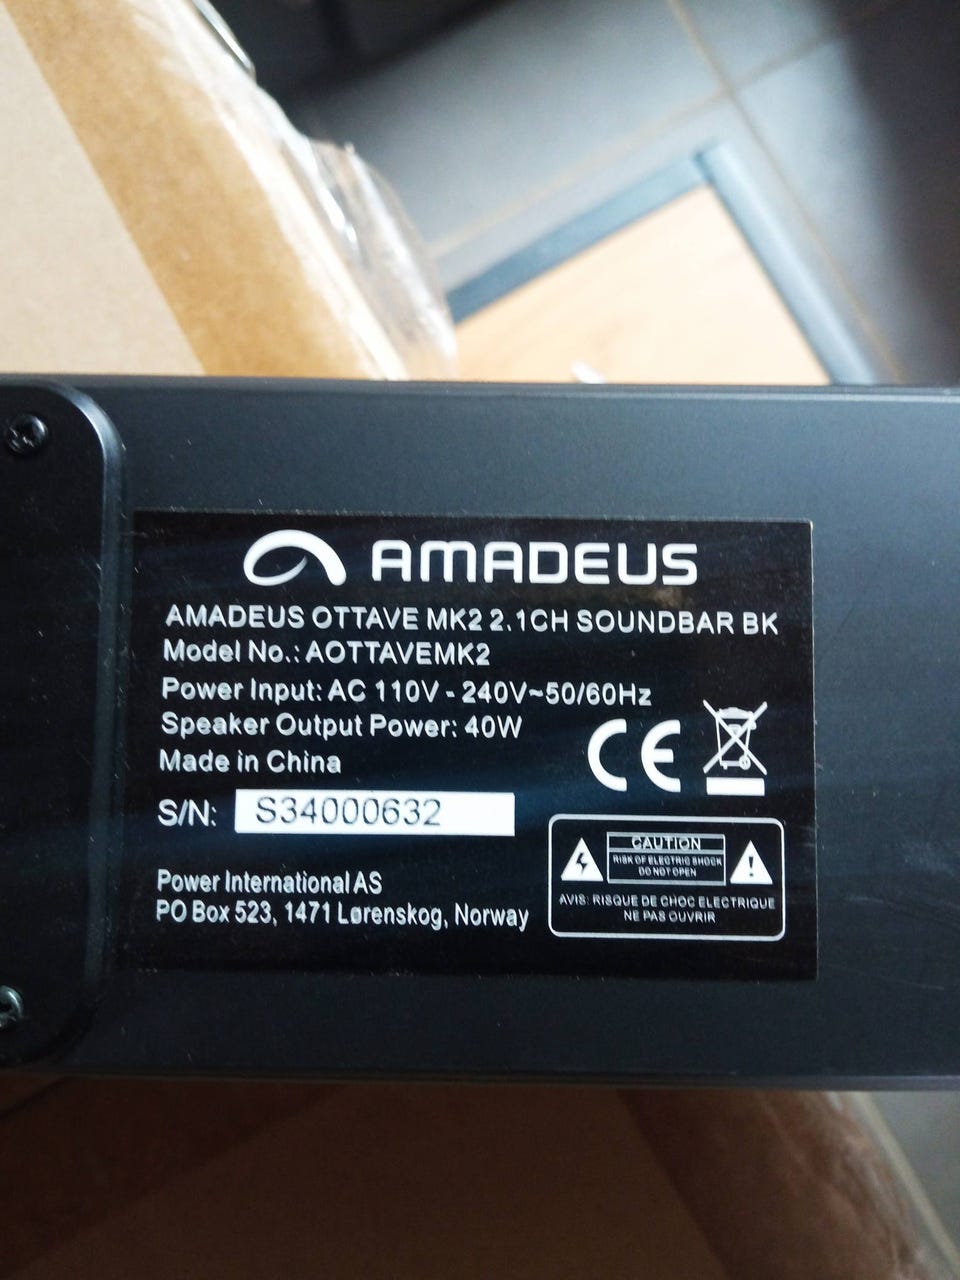 AMADEUS
AMADEUS OTTAVE MK2 2.1CH SOUNDBAR BK
Model No.: AOTTAVEMK2
Power Input: AC 110V - 240V~50/60Hz
Speaker Output Power: 40W
Made in China
CE
S/N: S34000632
CAUTION
RISK OF ELECTRIC SHOCK
DO NOT OPEN
AVIS: RISQUE DE CHOC ELECTRIQUE
NE PAS OUVRIR
Power International AS
PO Box 523, 1471 Lørenskog, Norway